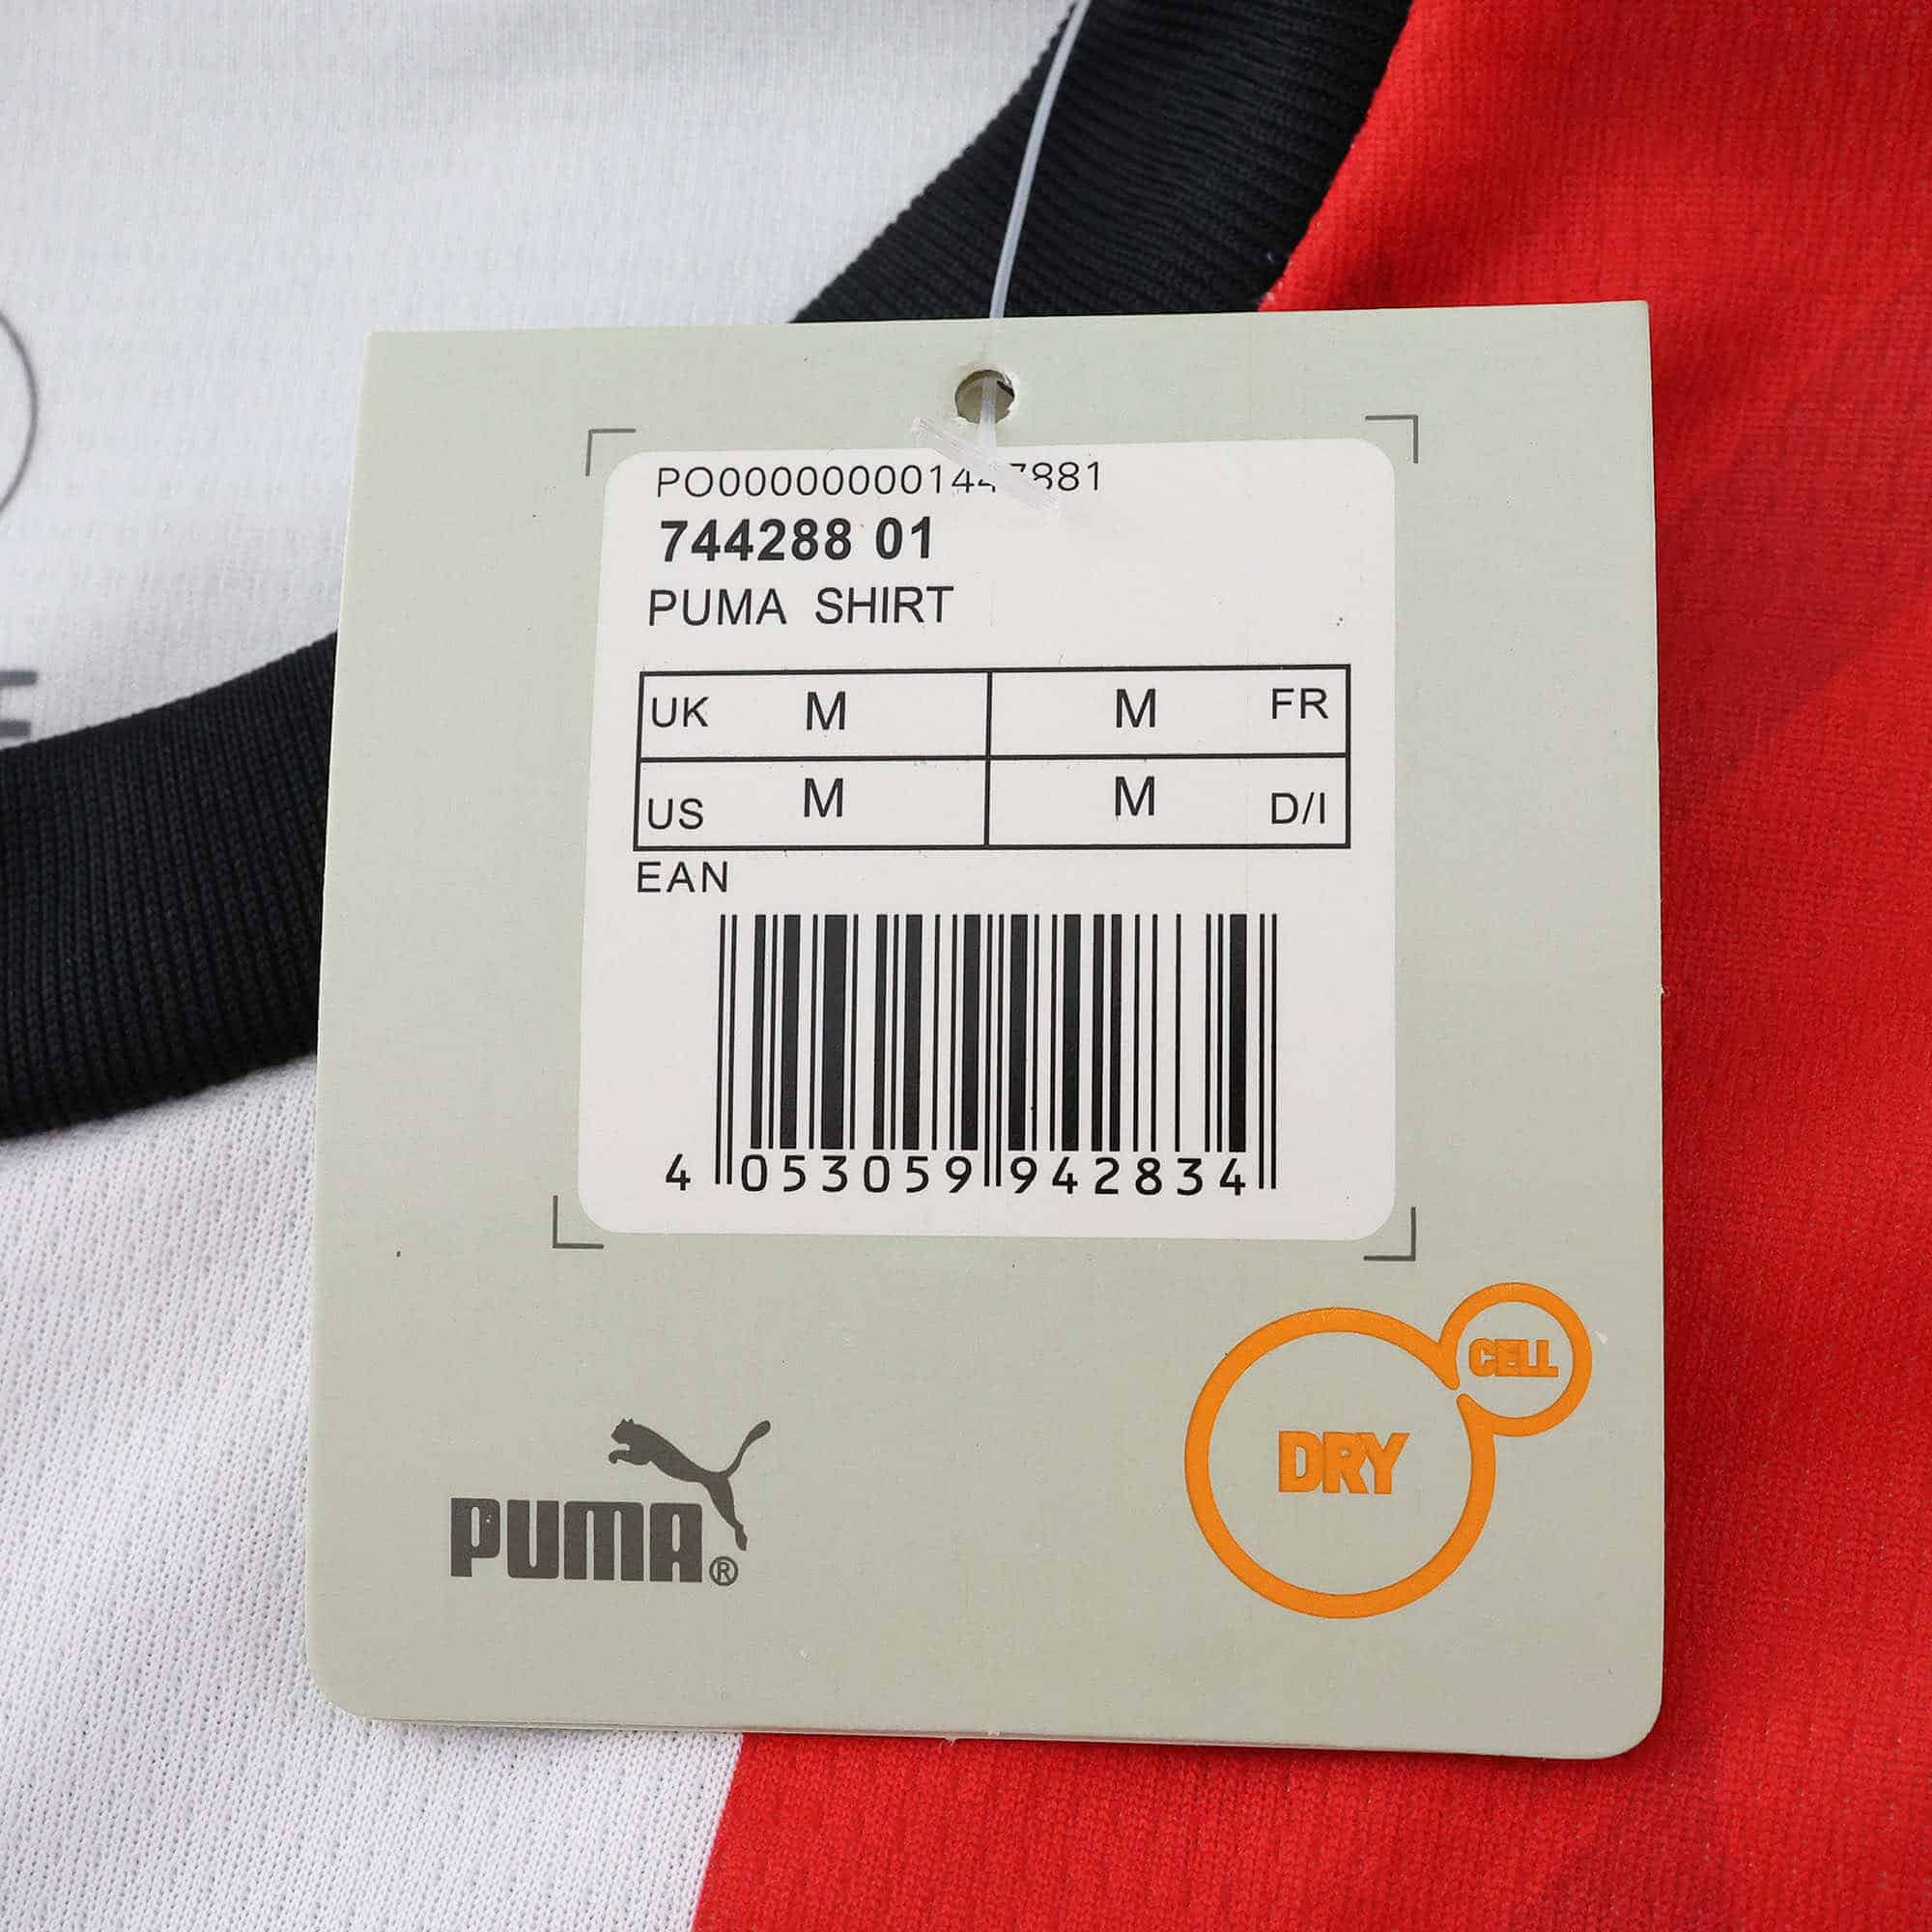 744288 01
PUMA SHIRT
UK M M FR
US M M D/I
EAN
4 053059 942834
CELL
DRY
PUMA®